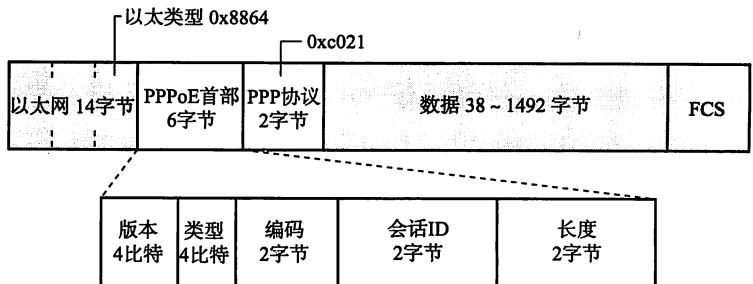 以太类型 0x8864
0xc021
以太网 14字节
PPPoE首部
6字节
PPP协议
2字节
数据 38 ~ 1492 字节
FCS
版本
4比特
类型
4比特
编码
2字节
会话ID
2字节
长度
2字节